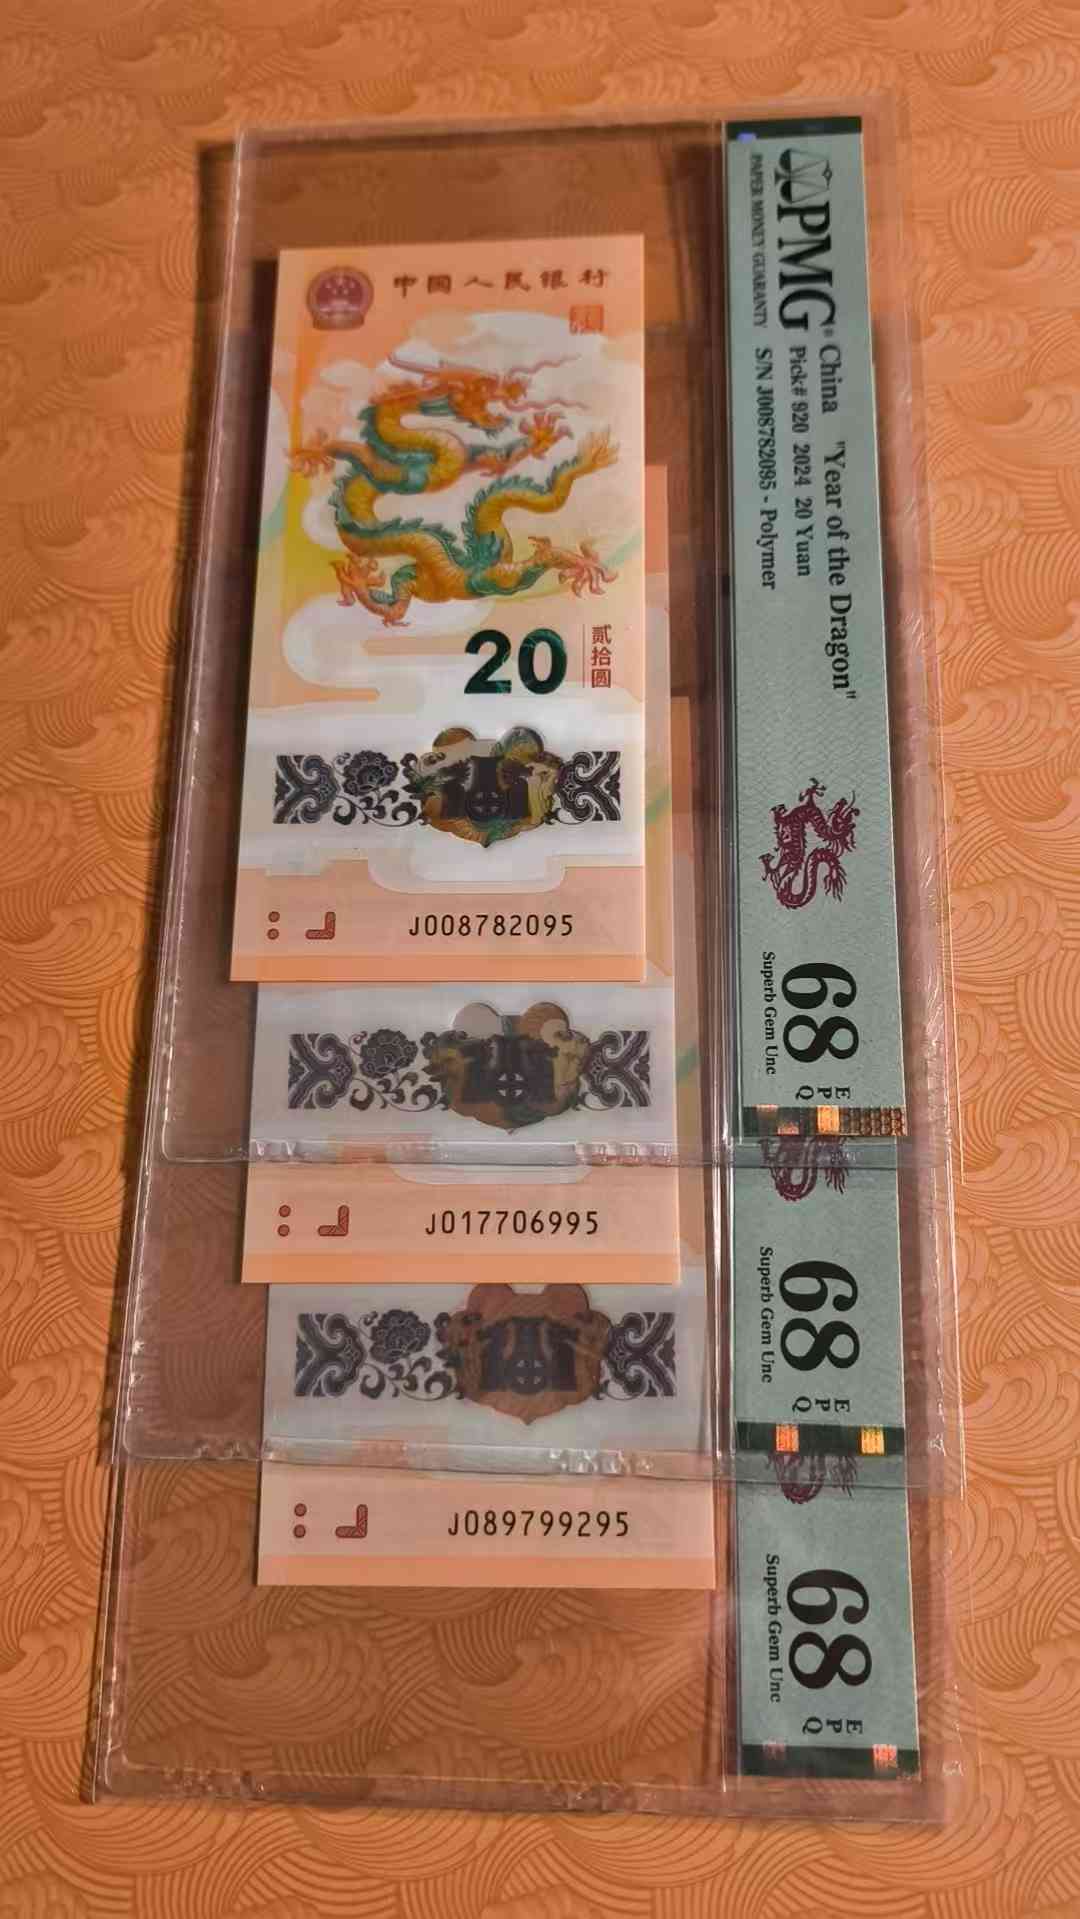 中國人民銀行
20
贰拾圆
J008782095
J017706995
J089799295
PMG®
PAPER MONEY GUARANTY
China "Year of the Dragon"
Pick# 920 2024 20 Yuan
S/N J008782095 - Polymer
68 EPQ
Superb Gem Unc
68 EPQ
Superb Gem Unc
68 EPQ
Superb Gem Unc